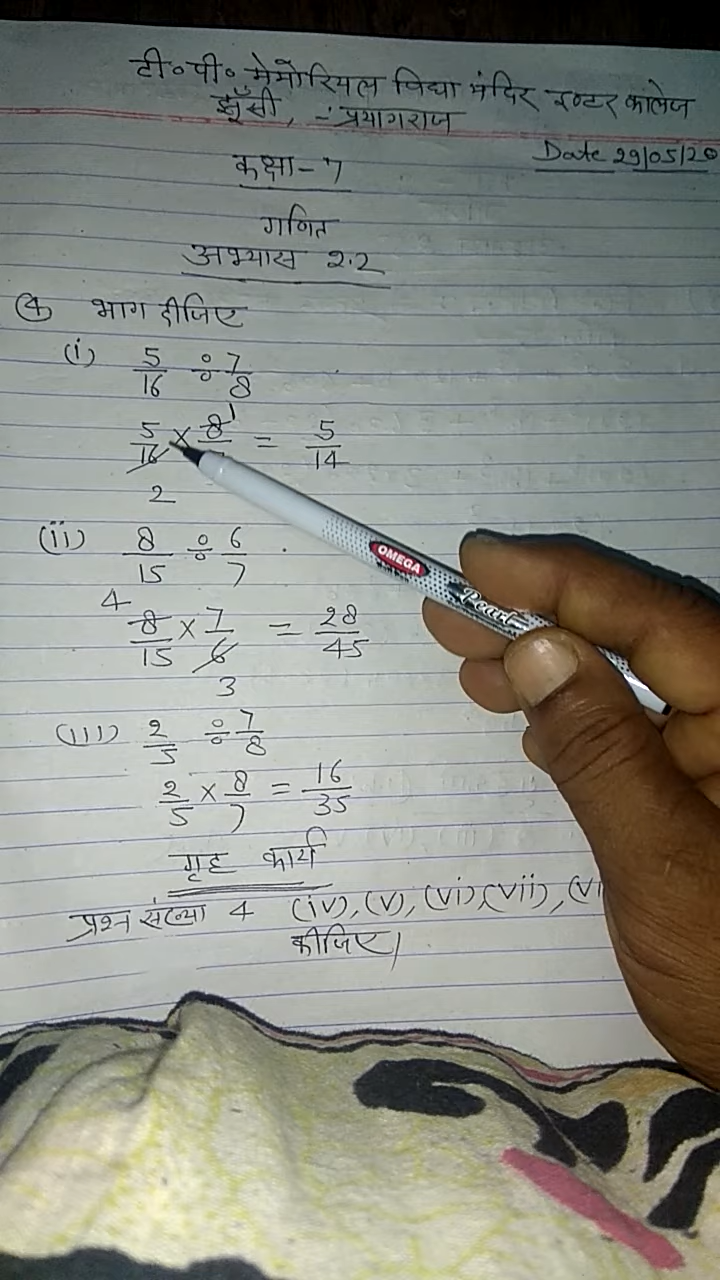 टी॰पी॰ मेमोरियल विद्या मंदिर इण्टर कालेज
झूँसी, - प्रयागराज
Date 29/05/20
कक्षा - 7
गणित
अभ्यास 2.2
④ भाग दीजिए
(i) 5/16 ÷ 7/8
5/16 × 8/ = 5/14
1
2
(ii) 8/15 ÷ 6/7
4
8/15 × 7/6 = 28/45
3
(iii) 2/5 ÷ 7/8
2/5 × 8/7 = 16/35
गृह कार्य
प्रश्न संख्या 4 (iv), (v), (vi), (vii), (vi
कीजिए।
OMEGA
Pearl